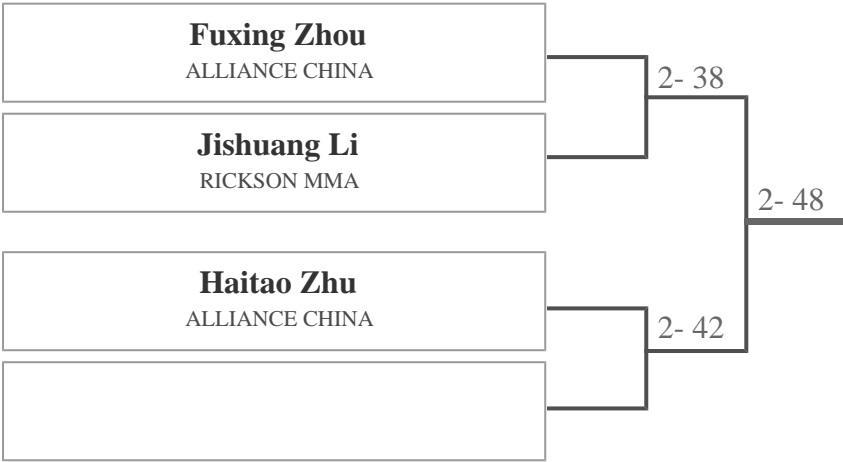 Fuxing Zhou
ALLIANCE CHINA
2- 38
Jishuang Li
RICKSON MMA
2- 48
Haitao Zhu
ALLIANCE CHINA
2- 42